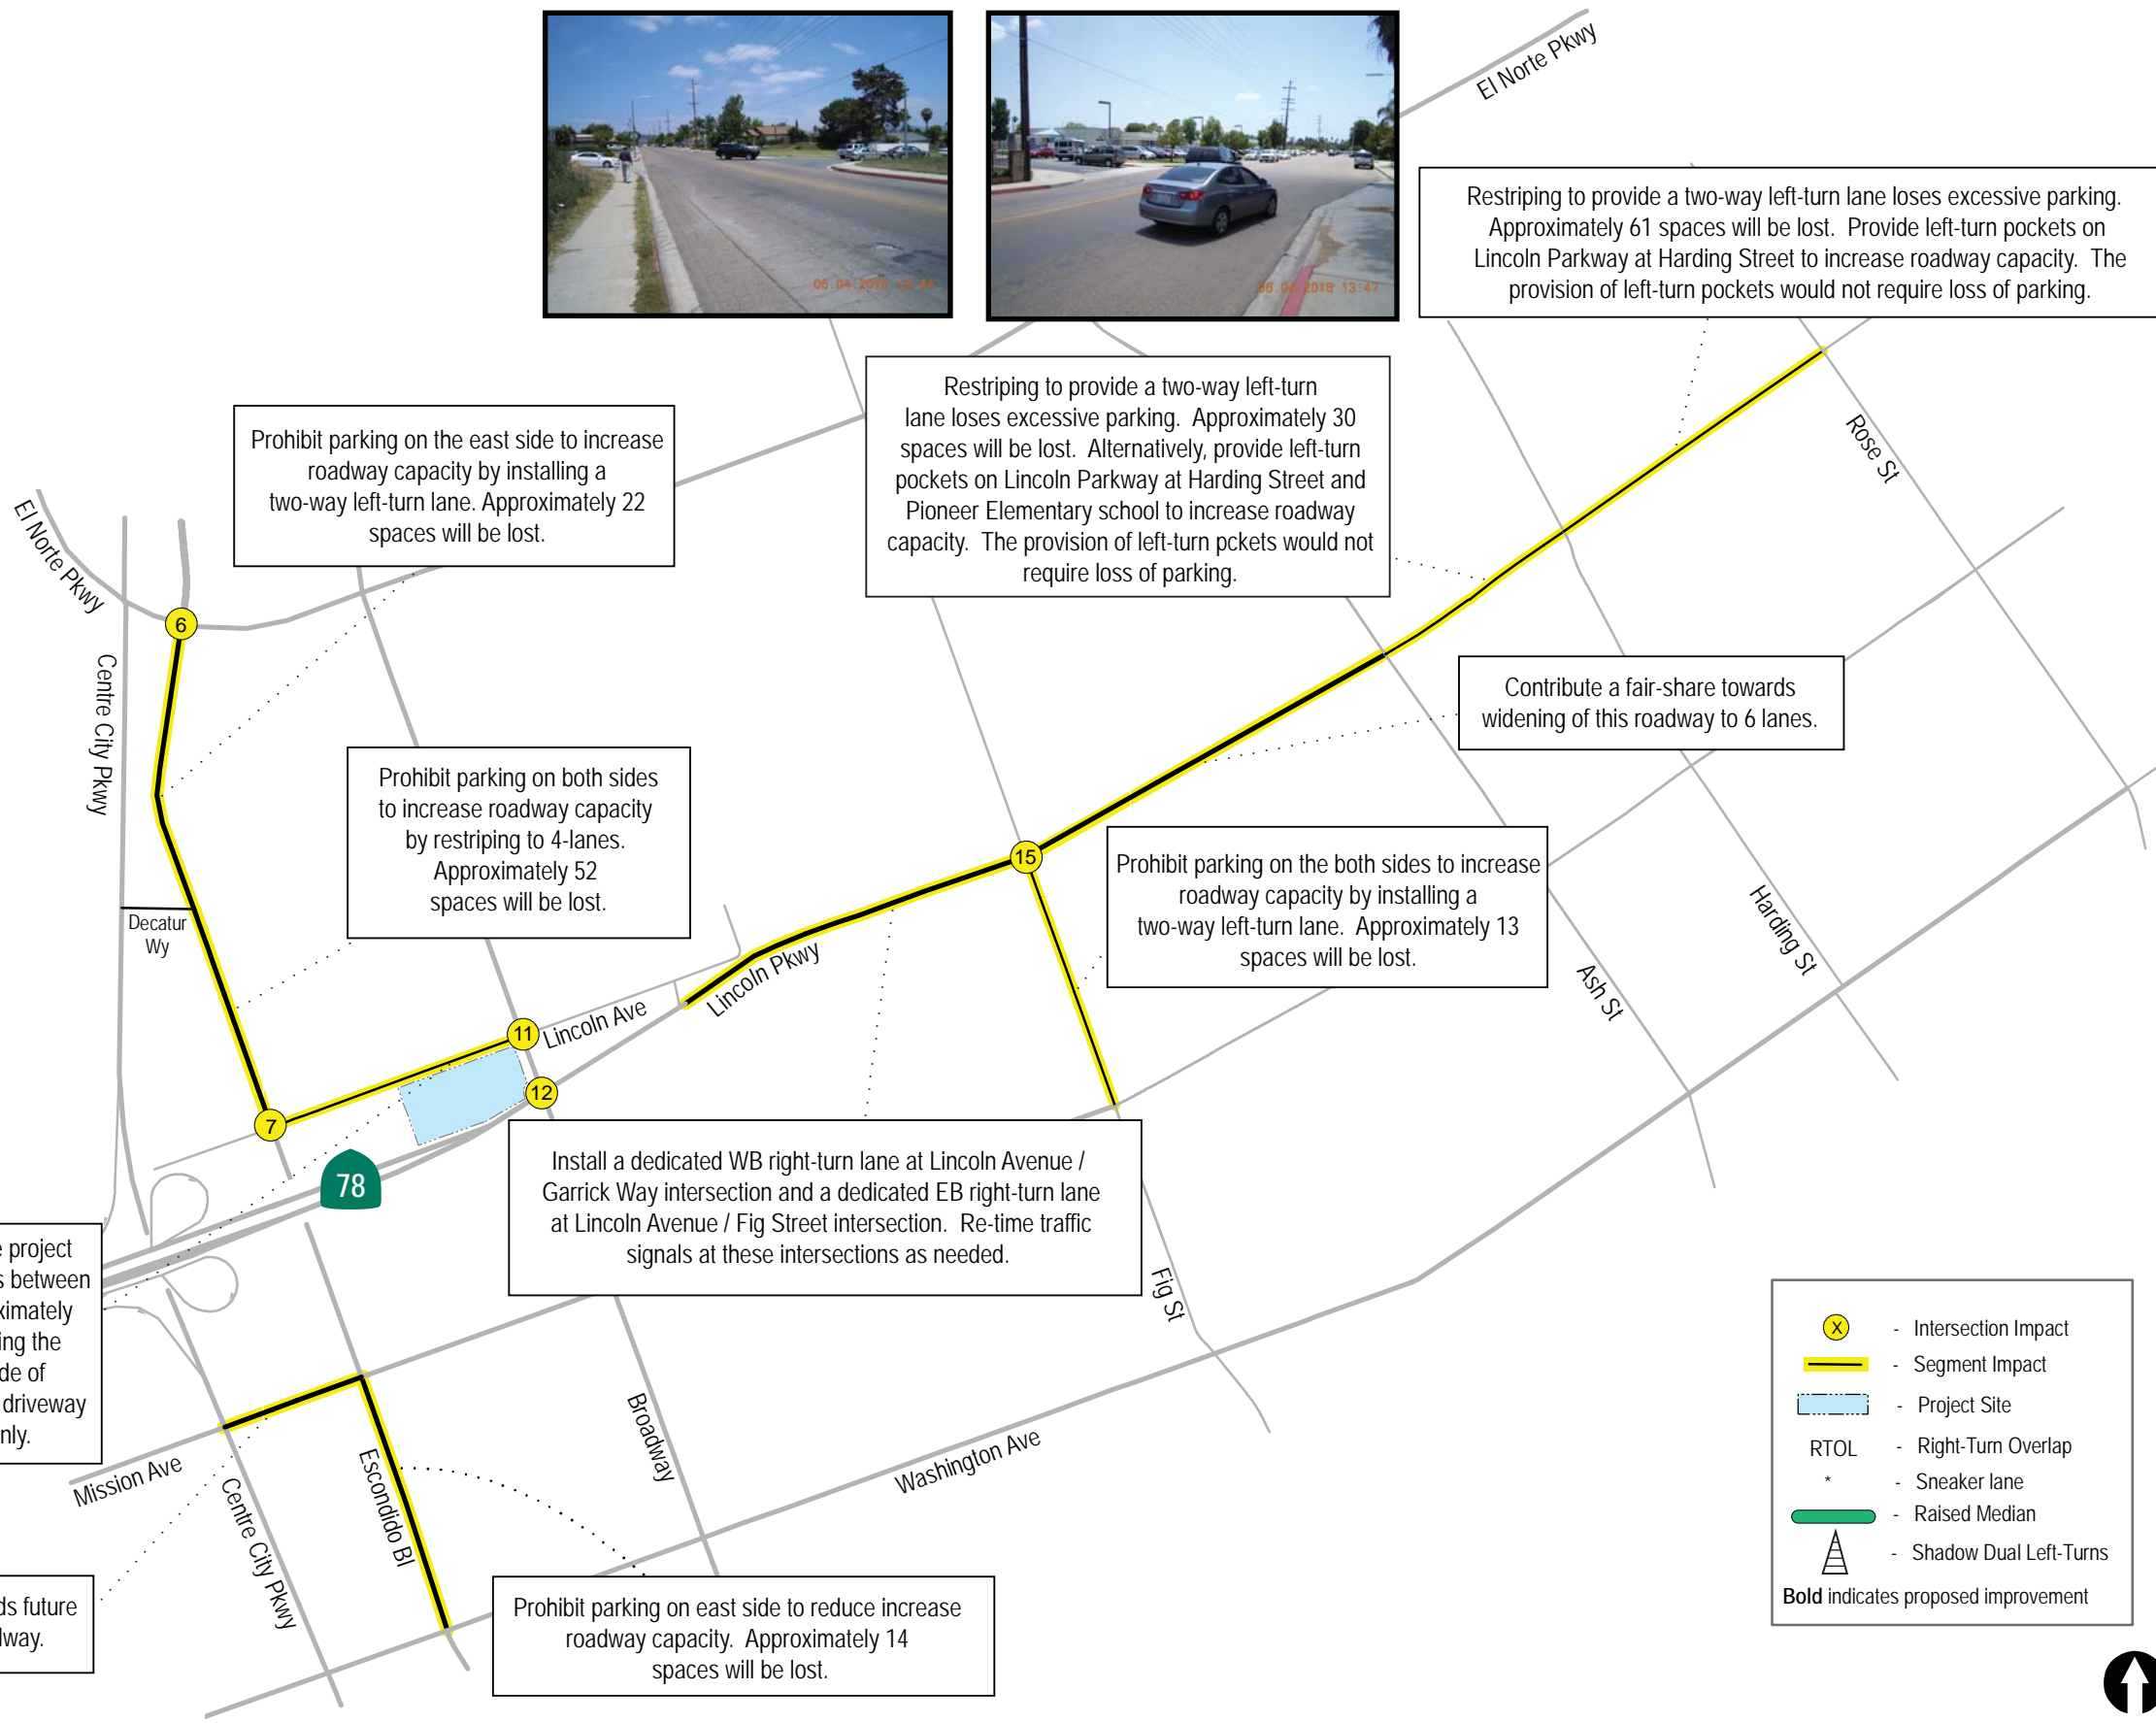 El Norte Pkwy
Restriping to provide a two-way left-turn lane loses excessive parking.
Approximately 61 spaces will be lost.  Provide left-turn pockets on
Lincoln Parkway at Harding Street to increase roadway capacity.  The
provision of left-turn pockets would not require loss of parking.
Restriping to provide a two-way left-turn
lane loses excessive parking.  Approximately 30
spaces will be lost.  Alternatively, provide left-turn
pockets on Lincoln Parkway at Harding Street and
Pioneer Elementary school to increase roadway
capacity.  The provision of left-turn pckets would not
require loss of parking.
Prohibit parking on the east side to increase
roadway capacity by installing a
two-way left-turn lane. Approximately 22
spaces will be lost.
El Norte Pkwy
Rose St
6
Centre City Pkwy
Contribute a fair-share towards
widening of this roadway to 6 lanes.
Prohibit parking on both sides
to increase roadway capacity
by restriping to 4-lanes.
Approximately 52
spaces will be lost.
15
Prohibit parking on the both sides to increase
roadway capacity by installing a
two-way left-turn lane.  Approximately 13
spaces will be lost.
Decatur
Wy
Harding St
Ash St
Lincoln Pkwy
Lincoln Ave
11
12
7
78
Install a dedicated WB right-turn lane at Lincoln Avenue /
Garrick Way intersection and a dedicated EB right-turn lane
at Lincoln Avenue / Fig Street intersection.  Re-time traffic
signals at these intersections as needed.
Fig St
project
between
driveway
Mission Ave
Centre City Pkwy
Escondido Bl
Broadway
Washington Ave
future
Prohibit parking on east side to reduce increase
roadway capacity.  Approximately 14
spaces will be lost.
X - Intersection Impact
- Segment Impact
- Project Site
RTOL - Right-Turn Overlap
* - Sneaker lane
- Raised Median
- Shadow Dual Left-Turns
Bold indicates proposed improvement